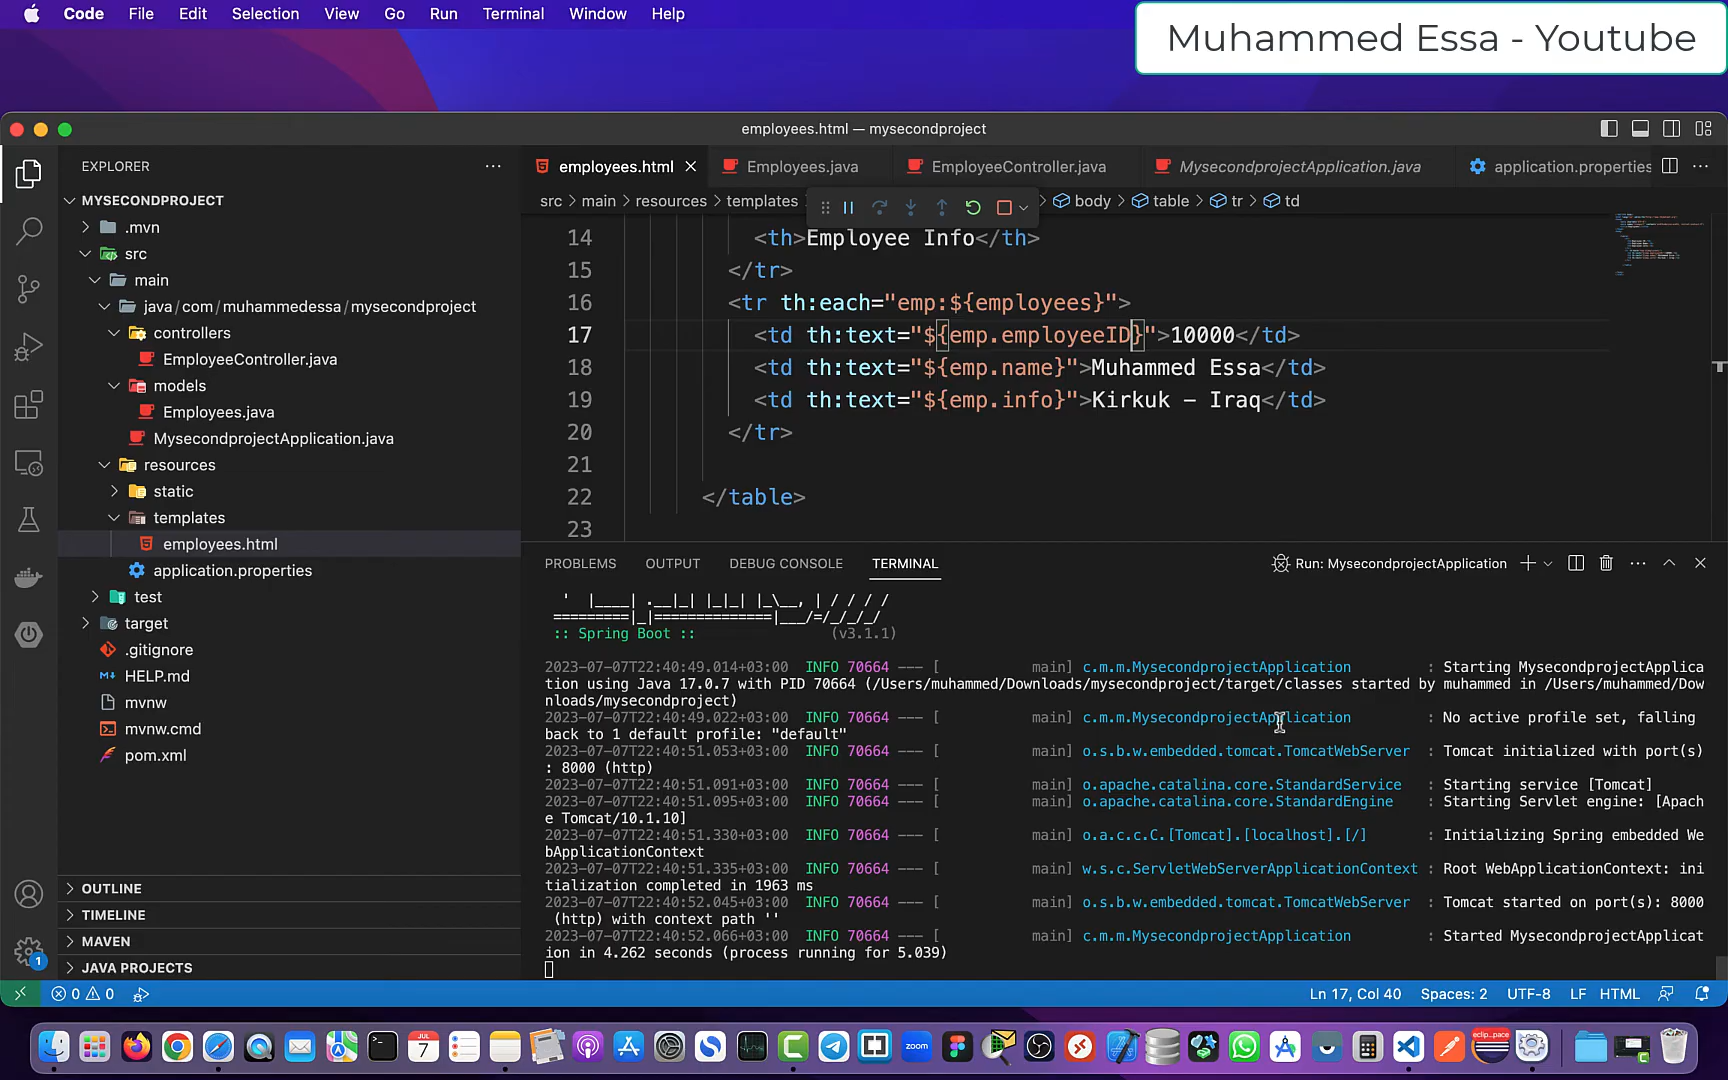 Code File Edit Selection View Go Run Terminal Window Help
Muhammed Essa - Youtube
employees.html — mysecondproject
EXPLORER
MYSECONDPROJECT
.mvn
src
main
java/com/muhammedessa/mysecondproject
controllers
EmployeeController.java
models
Employees.java
MysecondprojectApplication.java
resources
static
templates
employees.html
application.properties
test
target
.gitignore
HELP.md
mvnw
mvnw.cmd
pom.xml
OUTLINE
TIMELINE
MAVEN
JAVA PROJECTS
employees.html Employees.java EmployeeController.java MysecondprojectApplication.java application.properties
src > main > resources > templates > body > table > tr > td
14 <th>Employee Info</th>
15 </tr>
16 <tr th:each="emp:${employees}">
17 <td th:text="${emp.employeeID}">10000</td>
18 <td th:text="${emp.name}">Muhammed Essa</td>
19 <td th:text="${emp.info}">Kirkuk – Iraq</td>
20 </tr>
21
22 </table>
23
PROBLEMS OUTPUT DEBUG CONSOLE TERMINAL
Run: MysecondprojectApplication
' |____| .__|_| |_|_| |_\__, | / / / /
=========|_|==============|___/=/_/_/_/
:: Spring Boot :: (v3.1.1)
2023-07-07T22:40:49.014+03:00 INFO 70664 --- [ main] c.m.m.MysecondprojectApplication : Starting MysecondprojectApplica
tion using Java 17.0.7 with PID 70664 (/Users/muhammed/Downloads/mysecondproject/target/classes started by muhammed in /Users/muhammed/Dow
nloads/mysecondproject)
2023-07-07T22:40:49.022+03:00 INFO 70664 --- [ main] c.m.m.MysecondprojectApplication : No active profile set, falling
back to 1 default profile: "default"
2023-07-07T22:40:51.053+03:00 INFO 70664 --- [ main] o.s.b.w.embedded.tomcat.TomcatWebServer : Tomcat initialized with port(s)
: 8000 (http)
2023-07-07T22:40:51.091+03:00 INFO 70664 --- [ main] o.apache.catalina.core.StandardService : Starting service [Tomcat]
2023-07-07T22:40:51.095+03:00 INFO 70664 --- [ main] o.apache.catalina.core.StandardEngine : Starting Servlet engine: [Apach
e Tomcat/10.1.10]
2023-07-07T22:40:51.330+03:00 INFO 70664 --- [ main] o.a.c.c.C.[Tomcat].[localhost].[/] : Initializing Spring embedded We
bApplicationContext
2023-07-07T22:40:51.335+03:00 INFO 70664 --- [ main] w.s.c.ServletWebServerApplicationContext : Root WebApplicationContext: ini
tialization completed in 1963 ms
2023-07-07T22:40:52.045+03:00 INFO 70664 --- [ main] o.s.b.w.embedded.tomcat.TomcatWebServer : Tomcat started on port(s): 8000
(http) with context path ''
2023-07-07T22:40:52.066+03:00 INFO 70664 --- [ main] c.m.m.MysecondprojectApplication : Started MysecondprojectApplicat
ion in 4.262 seconds (process running for 5.039)
1
0 0
Ln 17, Col 40 Spaces: 2 UTF-8 LF HTML
JUL
7
zoom